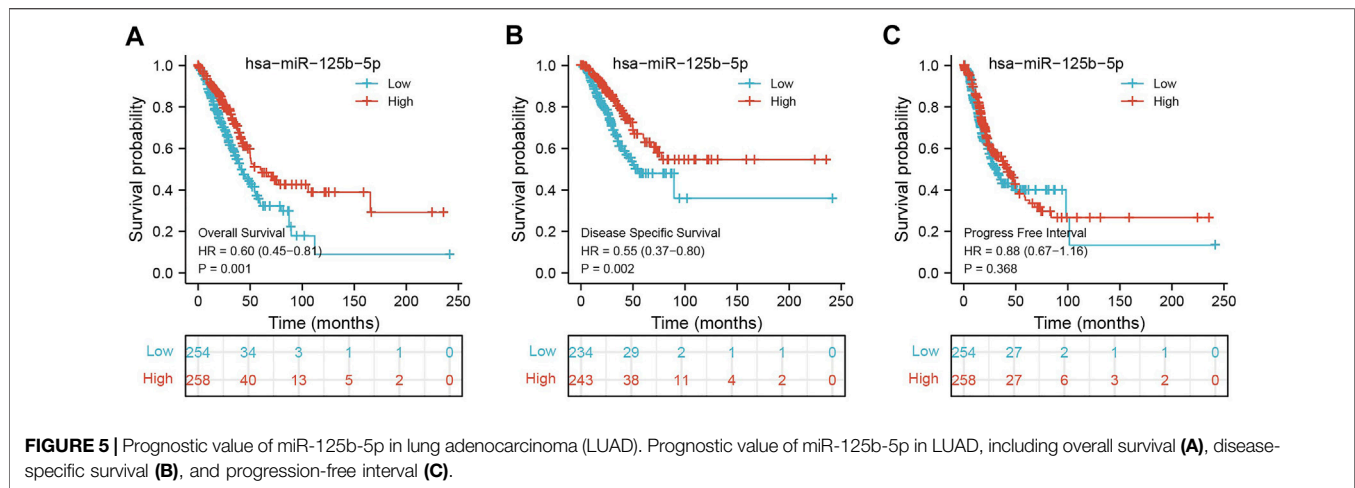 A
hsa-miR-125b-5p
Low
High
Survival probability
1.0
0.8
0.6
0.4
0.2
0.0
Overall Survival
HR = 0.60 (0.45-0.81)
P = 0.001
0 50 100 150 200 250
Time (months)
Low 254 34 3 1 1 0
High 258 40 13 5 2 0
B
hsa-miR-125b-5p
Low
High
Survival probability
1.0
0.8
0.6
0.4
0.2
0.0
Disease Specific Survival
HR = 0.55 (0.37-0.80)
P = 0.002
0 50 100 150 200 250
Time (months)
Low 234 29 2 1 1 0
High 243 38 11 4 2 0
C
hsa-miR-125b-5p
Low
High
Survival probability
1.0
0.8
0.6
0.4
0.2
0.0
Progress Free Interval
HR = 0.88 (0.67-1.16)
P = 0.368
0 50 100 150 200 250
Time (months)
Low 254 27 2 1 1 0
High 258 27 6 3 2 0
FIGURE 5 | Prognostic value of miR-125b-5p in lung adenocarcinoma (LUAD). Prognostic value of miR-125b-5p in LUAD, including overall survival (A), disease-
specific survival (B), and progression-free interval (C).